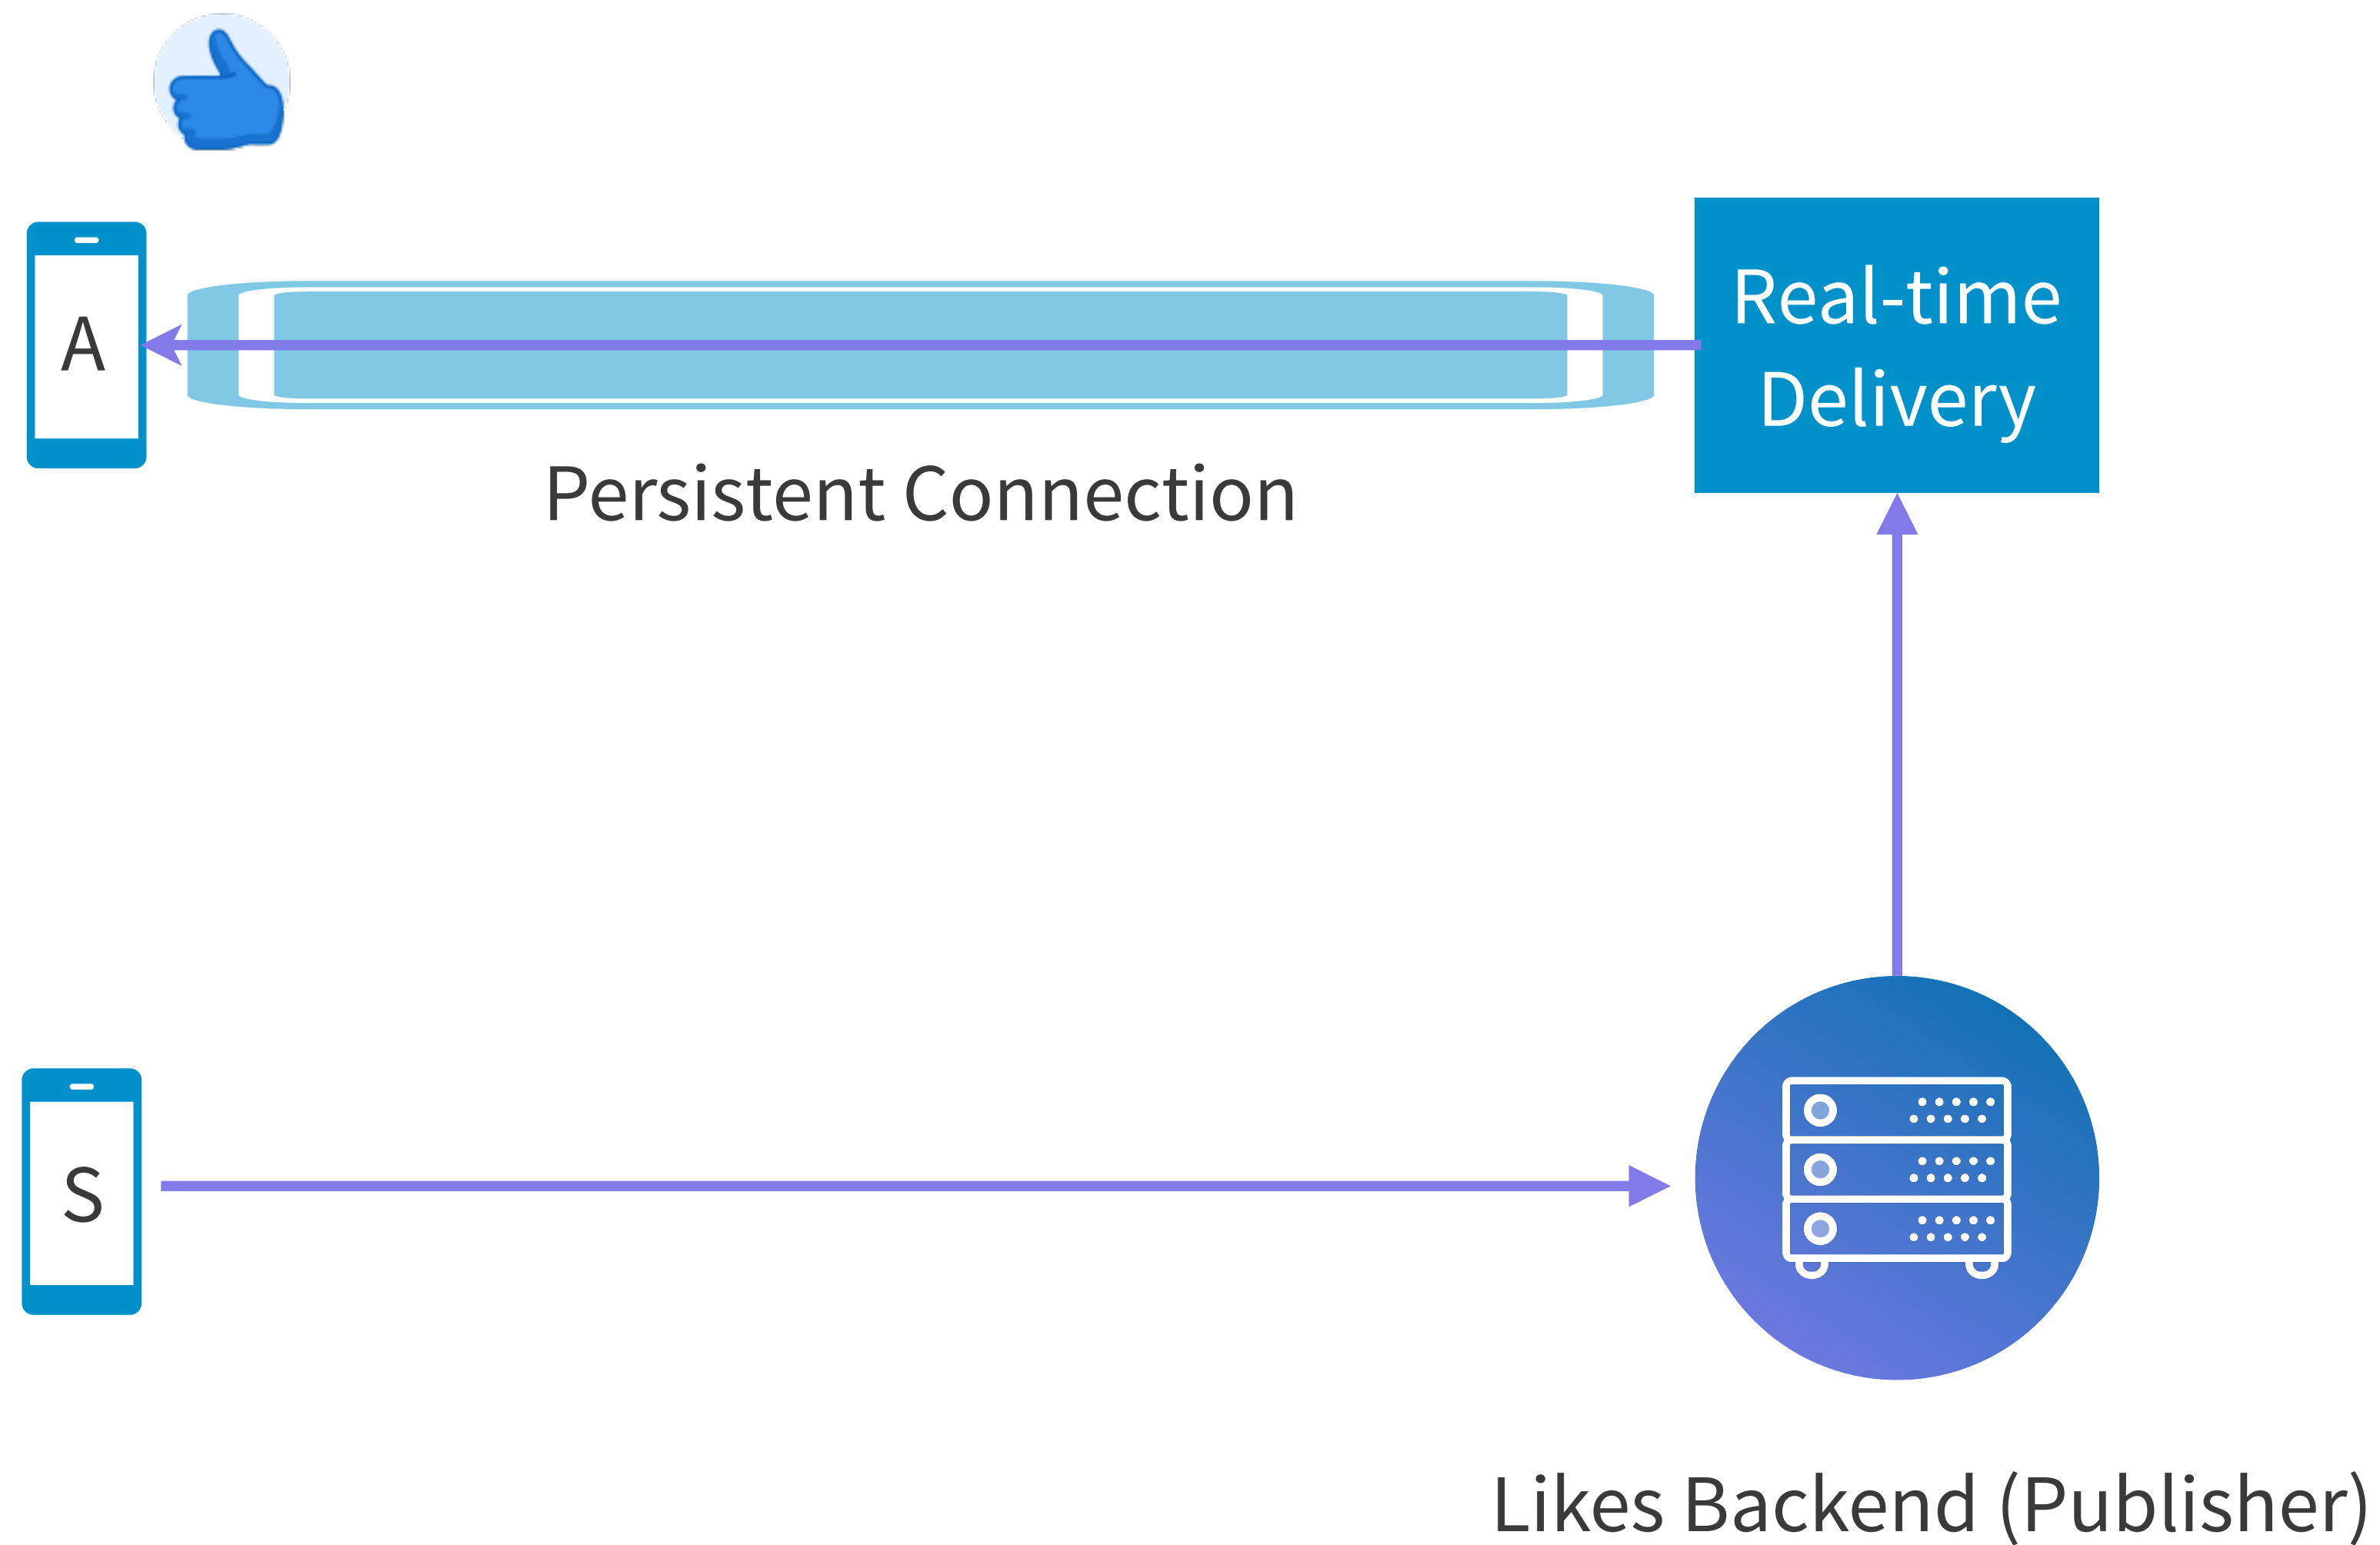 A
Real-time
Delivery
Persistent Connection
S
Likes Backend (Publisher)